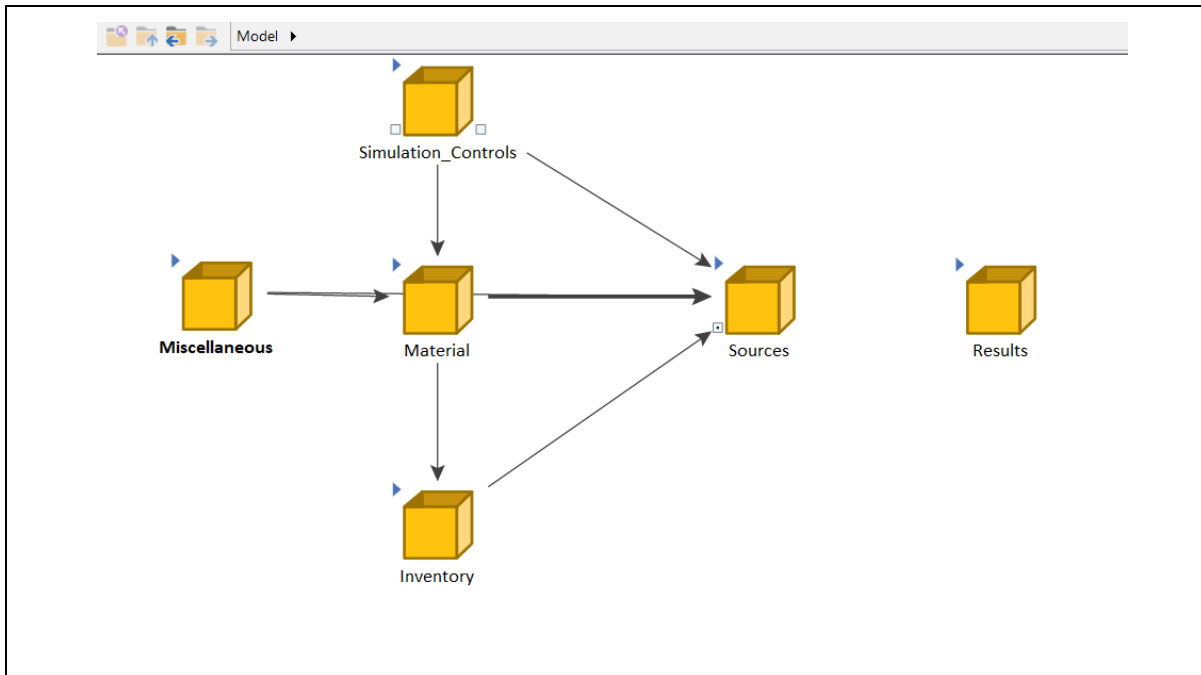 Model
Simulation_Controls
Miscellaneous
Material
Sources
Results
Inventory